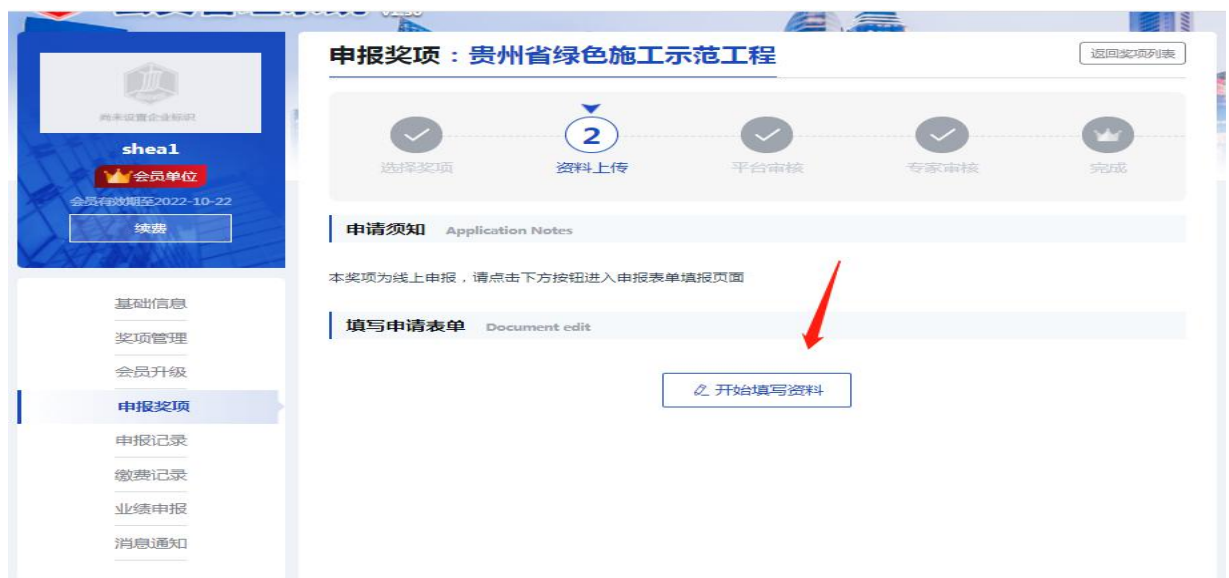 申报奖项：贵州省绿色施工示范工程
返回奖项列表
尚未设置企业标识
shea1
会员单位
会员有效期至2022-10-22
续费
2
选择奖项
资料上传
平台审核
专家审核
完成
申请须知 Application Notes
本奖项为线上申报，请点击下方按钮进入申报表单填报页面
填写申请表单 Document edit
开始填写资料
基础信息
奖项管理
会员升级
申报奖项
申报记录
缴费记录
业绩申报
消息通知